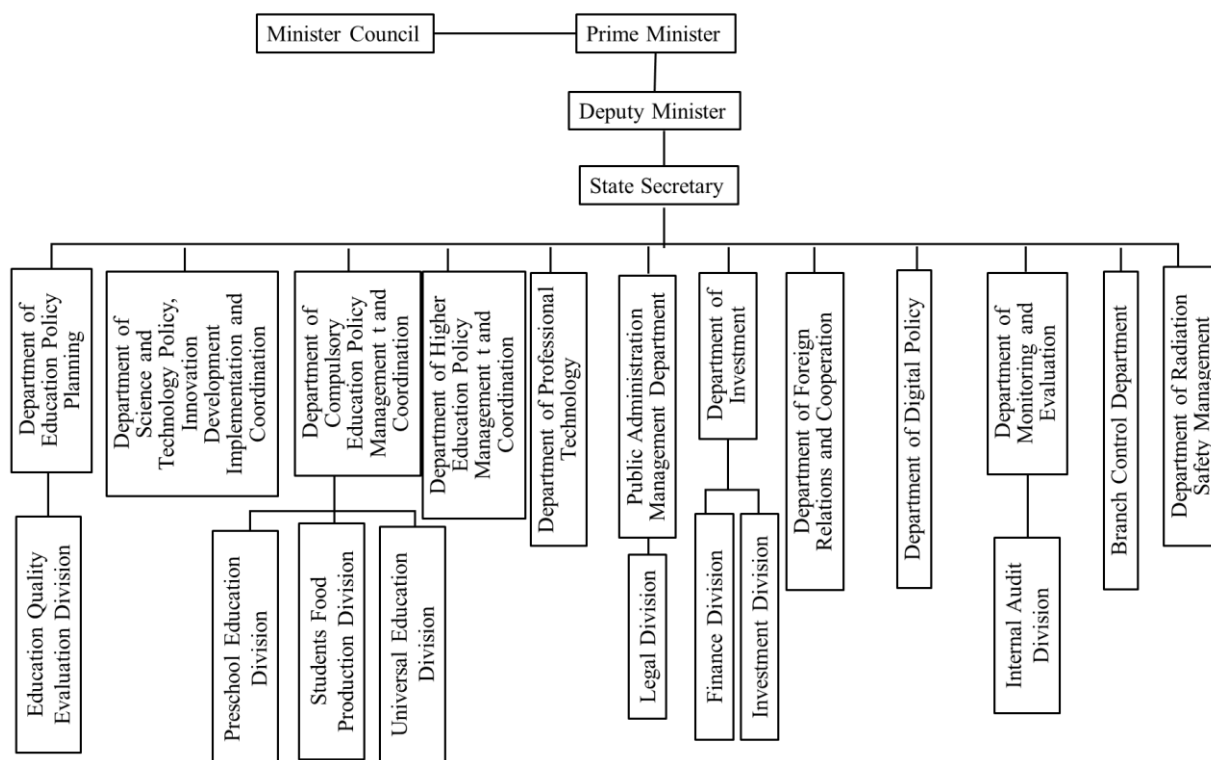 Minister Council
Prime Minister
Deputy Minister
State Secretary
Department of
Education Policy
Planning
Department of
Science and
Technology Policy,
Innovation
Development
Implementation and
Coordination
Department of
Compulsory
Education Policy
Management t and
Coordination
Department of Higher
Education Policy
Management t and
Coordination
Department of Professional
Technology
Public Administration
Management Department
Department of
Investment
Department of Foreign
Relations and Cooperation
Department of Digital Policy
Department of
Monitoring and
Evaluation
Branch Control Department
Department of Radiation
Safety Management
Education Quality
Evaluation Division
Preschool Education
Division
Students Food
Production Division
Universal Education
Division
Legal Division
Finance Division
Investment Division
Internal Audit
Division